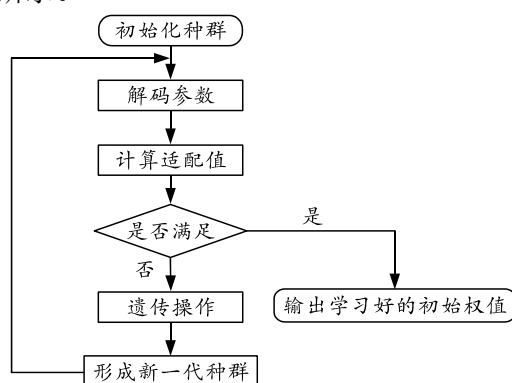 初始化种群
解码参数
计算适配值
是否满足
是
否
遗传操作
输出学习好的初始权值
形成新一代种群